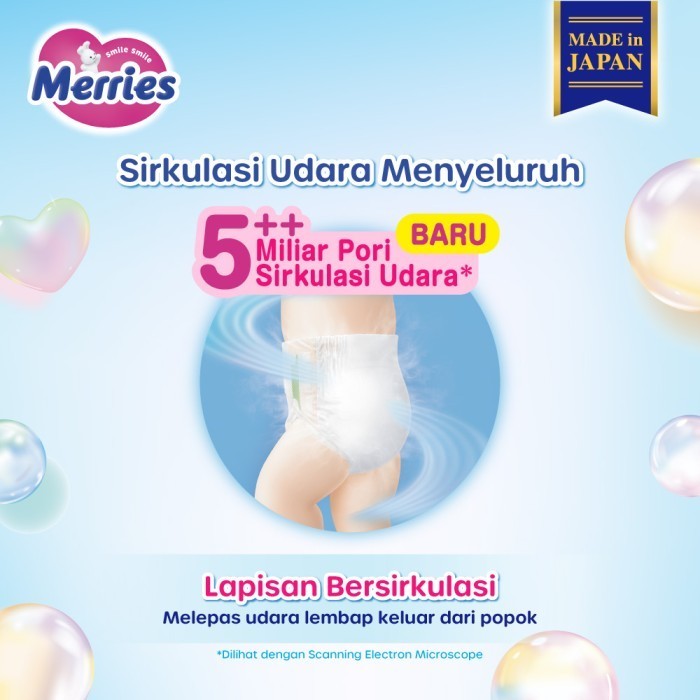 smile smile
Merries
MADE in
JAPAN
Sirkulasi Udara Menyeluruh
5++
Miliar Pori
BARU
Sirkulasi Udara*
Lapisan Bersirkulasi
Melepas udara lembap keluar dari popok
*Dilihat dengan Scanning Electron Microscope